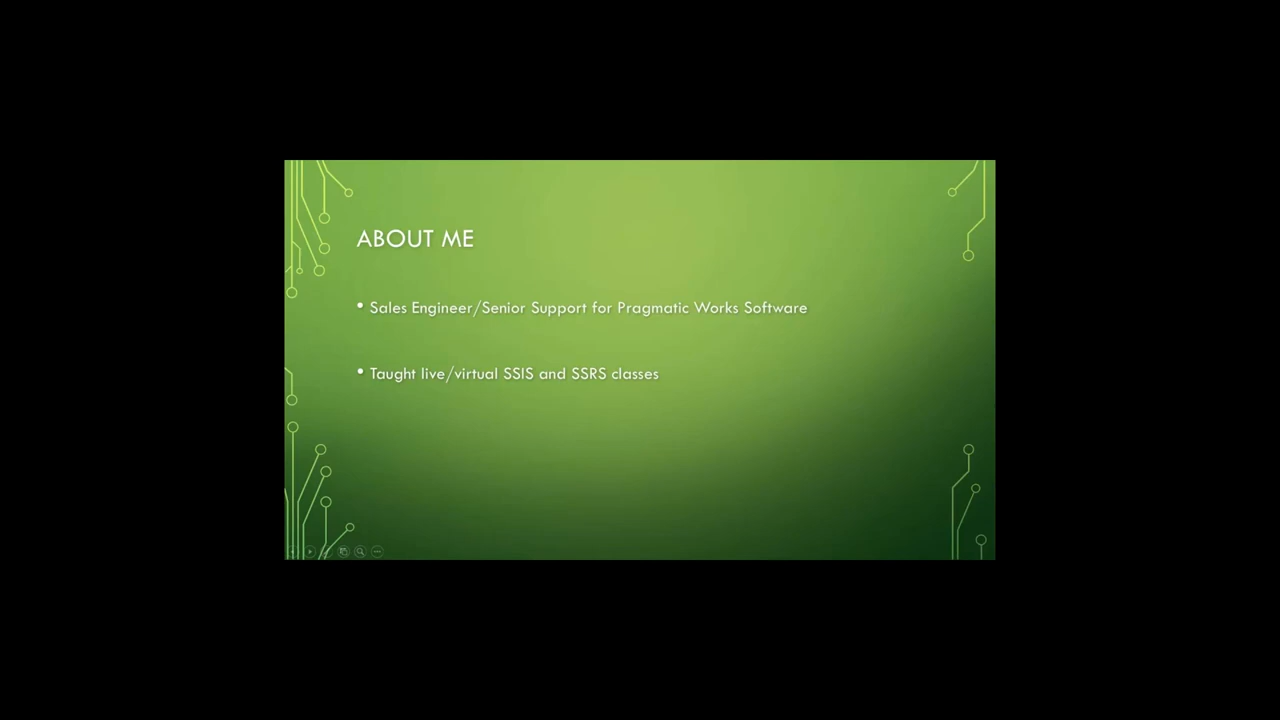 ABOUT ME
• Sales Engineer/Senior Support for Pragmatic Works Software
• Taught live/virtual SSIS and SSRS classes